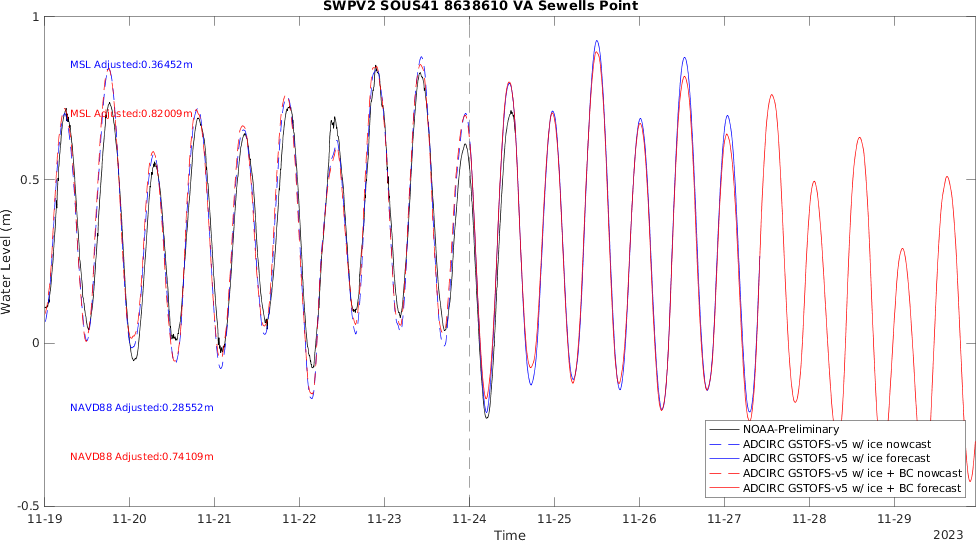 SWPV2 SOUS41 8638610 VA Sewells Point
1
MSL Adjusted:0.36452m
MSL Adjusted:0.82009m
0.5
Water Level (m)
0
NAVD88 Adjusted:0.28552m
NAVD88 Adjusted:0.74109m
NOAA-Preliminary
ADCIRC GSTOFS-v5 w/ ice nowcast
ADCIRC GSTOFS-v5 w/ ice forecast
ADCIRC GSTOFS-v5 w/ ice + BC nowcast
ADCIRC GSTOFS-v5 w/ ice + BC forecast
-0.5
11-19 11-20 11-21 11-22 11-23 11-24 11-25 11-26 11-27 11-28 11-29
Time
2023